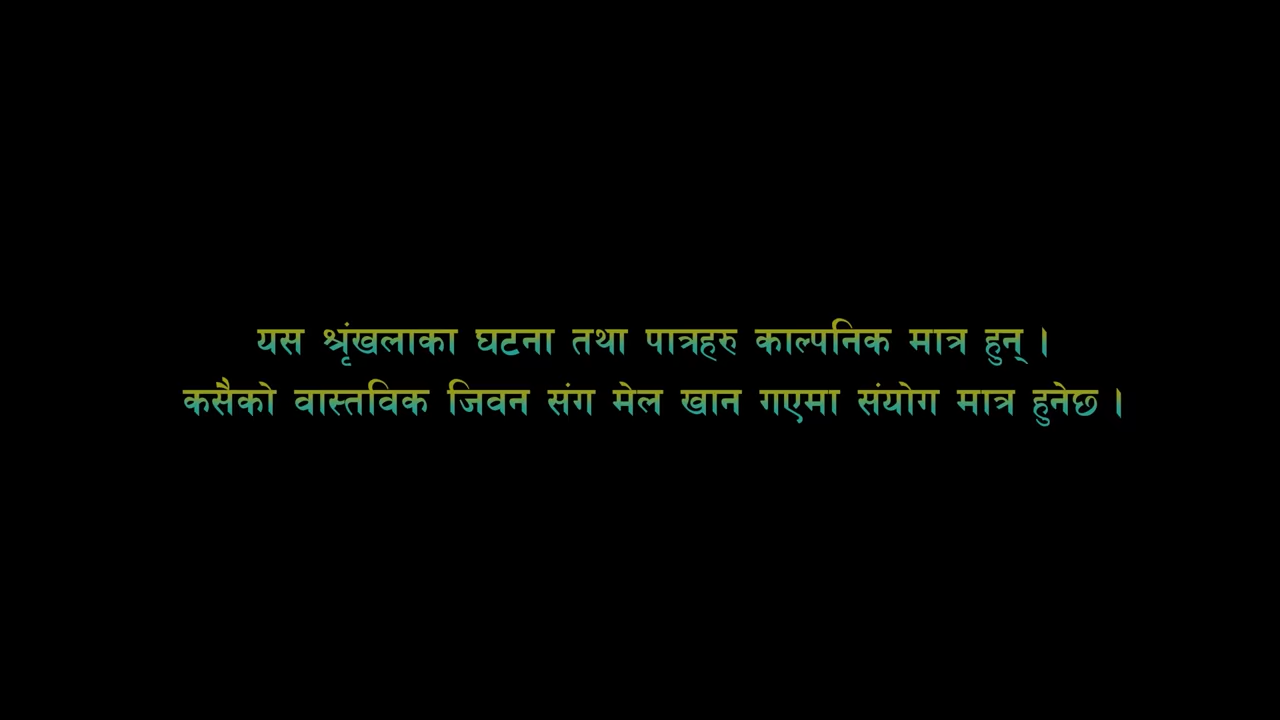 यस श्रृंखलाका घटना तथा पात्रहरु काल्पनिक मात्र हुन् ।
कसैको वास्तविक जिवन संग मेल खान गएमा संयोग मात्र हुनेछ ।